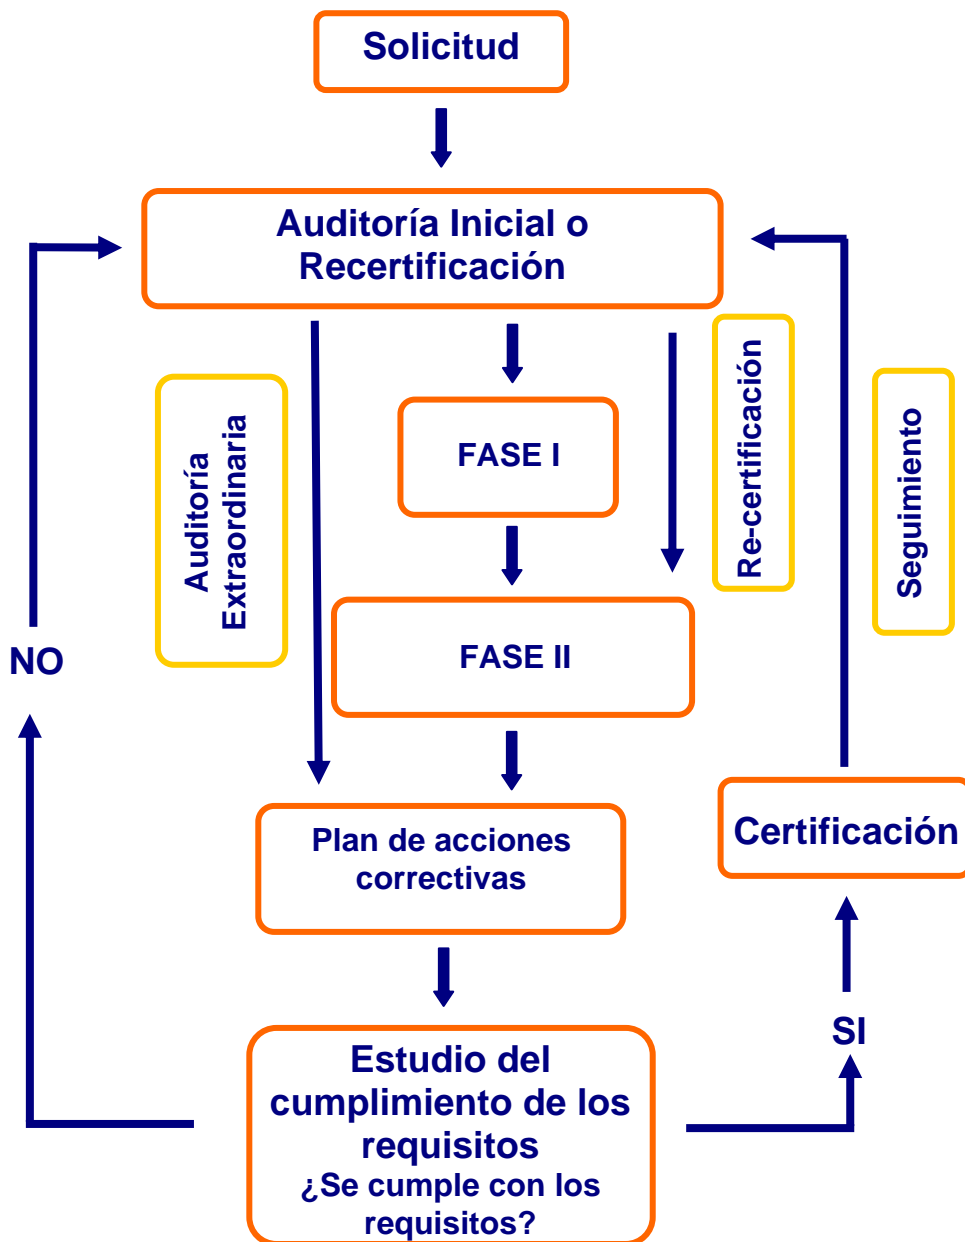 Solicitud
Auditoría Inicial o
Recertificación
Auditoría
Extraordinaria
FASE I
Re-certificación
Seguimiento
NO
FASE II
Plan de acciones
correctivas
Certificación
SI
Estudio del
cumplimiento de los
requisitos
¿Se cumple con los
requisitos?